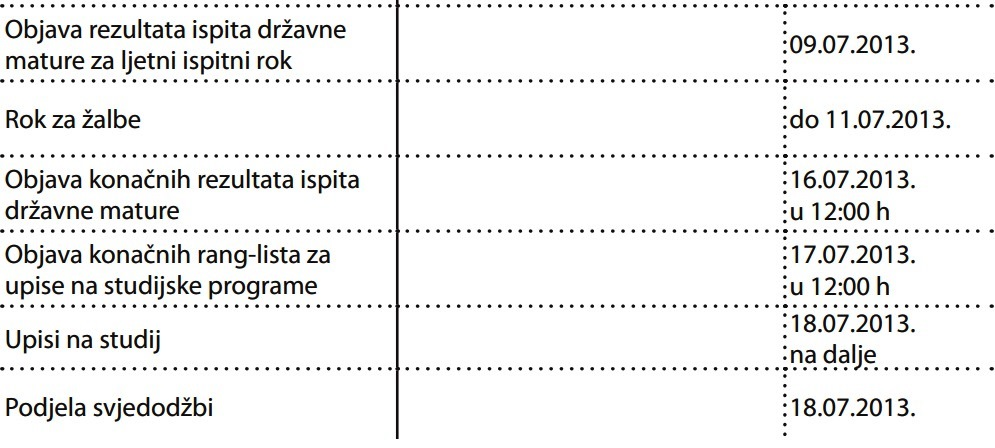 Objava rezultata ispita državne
mature za ljetni ispitni rok
09.07.2013.
Rok za žalbe
do 11.07.2013.
Objava konačnih rezultata ispita
državne mature
16.07.2013.
u 12:00 h
Objava konačnih rang-lista za
upise na studijske programe
17.07.2013.
u 12:00 h
Upisi na studij
18.07.2013.
na dalje
Podjela svjedodžbi
18.07.2013.